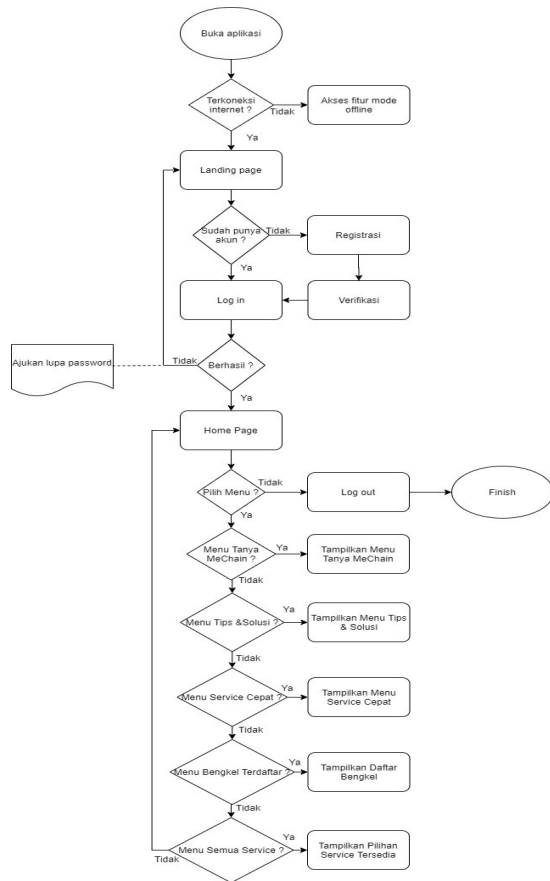 Buka aplikasi
Terkoneksi
internet ?
Tidak
Akses fitur mode
offline
Ya
Landing page
Sudah punya
akun ?
Tidak
Registrasi
Ya
Log in
Verifikasi
Ajukan lupa password
Tidak
Berhasil ?
Ya
Home Page
Pilih Menu ?
Tidak
Log out
Finish
Ya
Menu Tanya
MeChain ?
Ya
Tampilkan Menu
Tanya MeChain
Tidak
Menu Tips &Solusi ?
Ya
Tampilkan Menu Tips
& Solusi
Tidak
Menu Service Cepat ?
Ya
Tampilkan Menu
Service Cepat
Tidak
Menu Bengkel Terdaftar ?
Ya
Tampilkan Daftar
Bengkel
Tidak
Menu Semua Service ?
Ya
Tampilkan Pilihan
Service Tersedia
Tidak